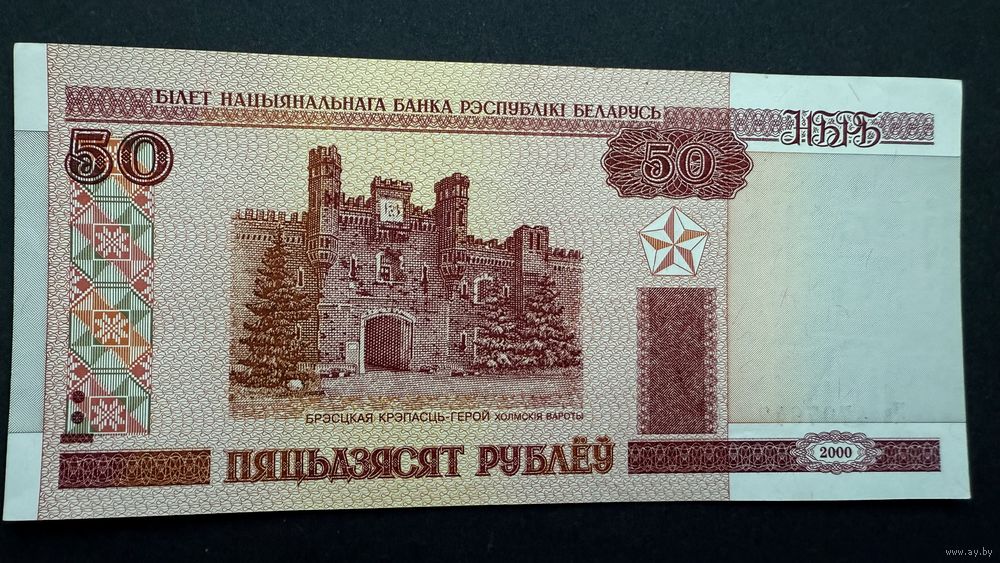 БІЛЕТ НАЦЫЯНАЛЬНАГА БАНКА РЭСПУБЛІКІ БЕЛАРУСЬ
НБРБ
50
50
БРЭСЦКАЯ КРЭПАСЦЬ-ГЕРОЙ ХОЛМСКІЯ ВАРОТЫ
ПЯЦЬДЗЯСЯТ РУБЛЁЎ
2000
www.ay.by